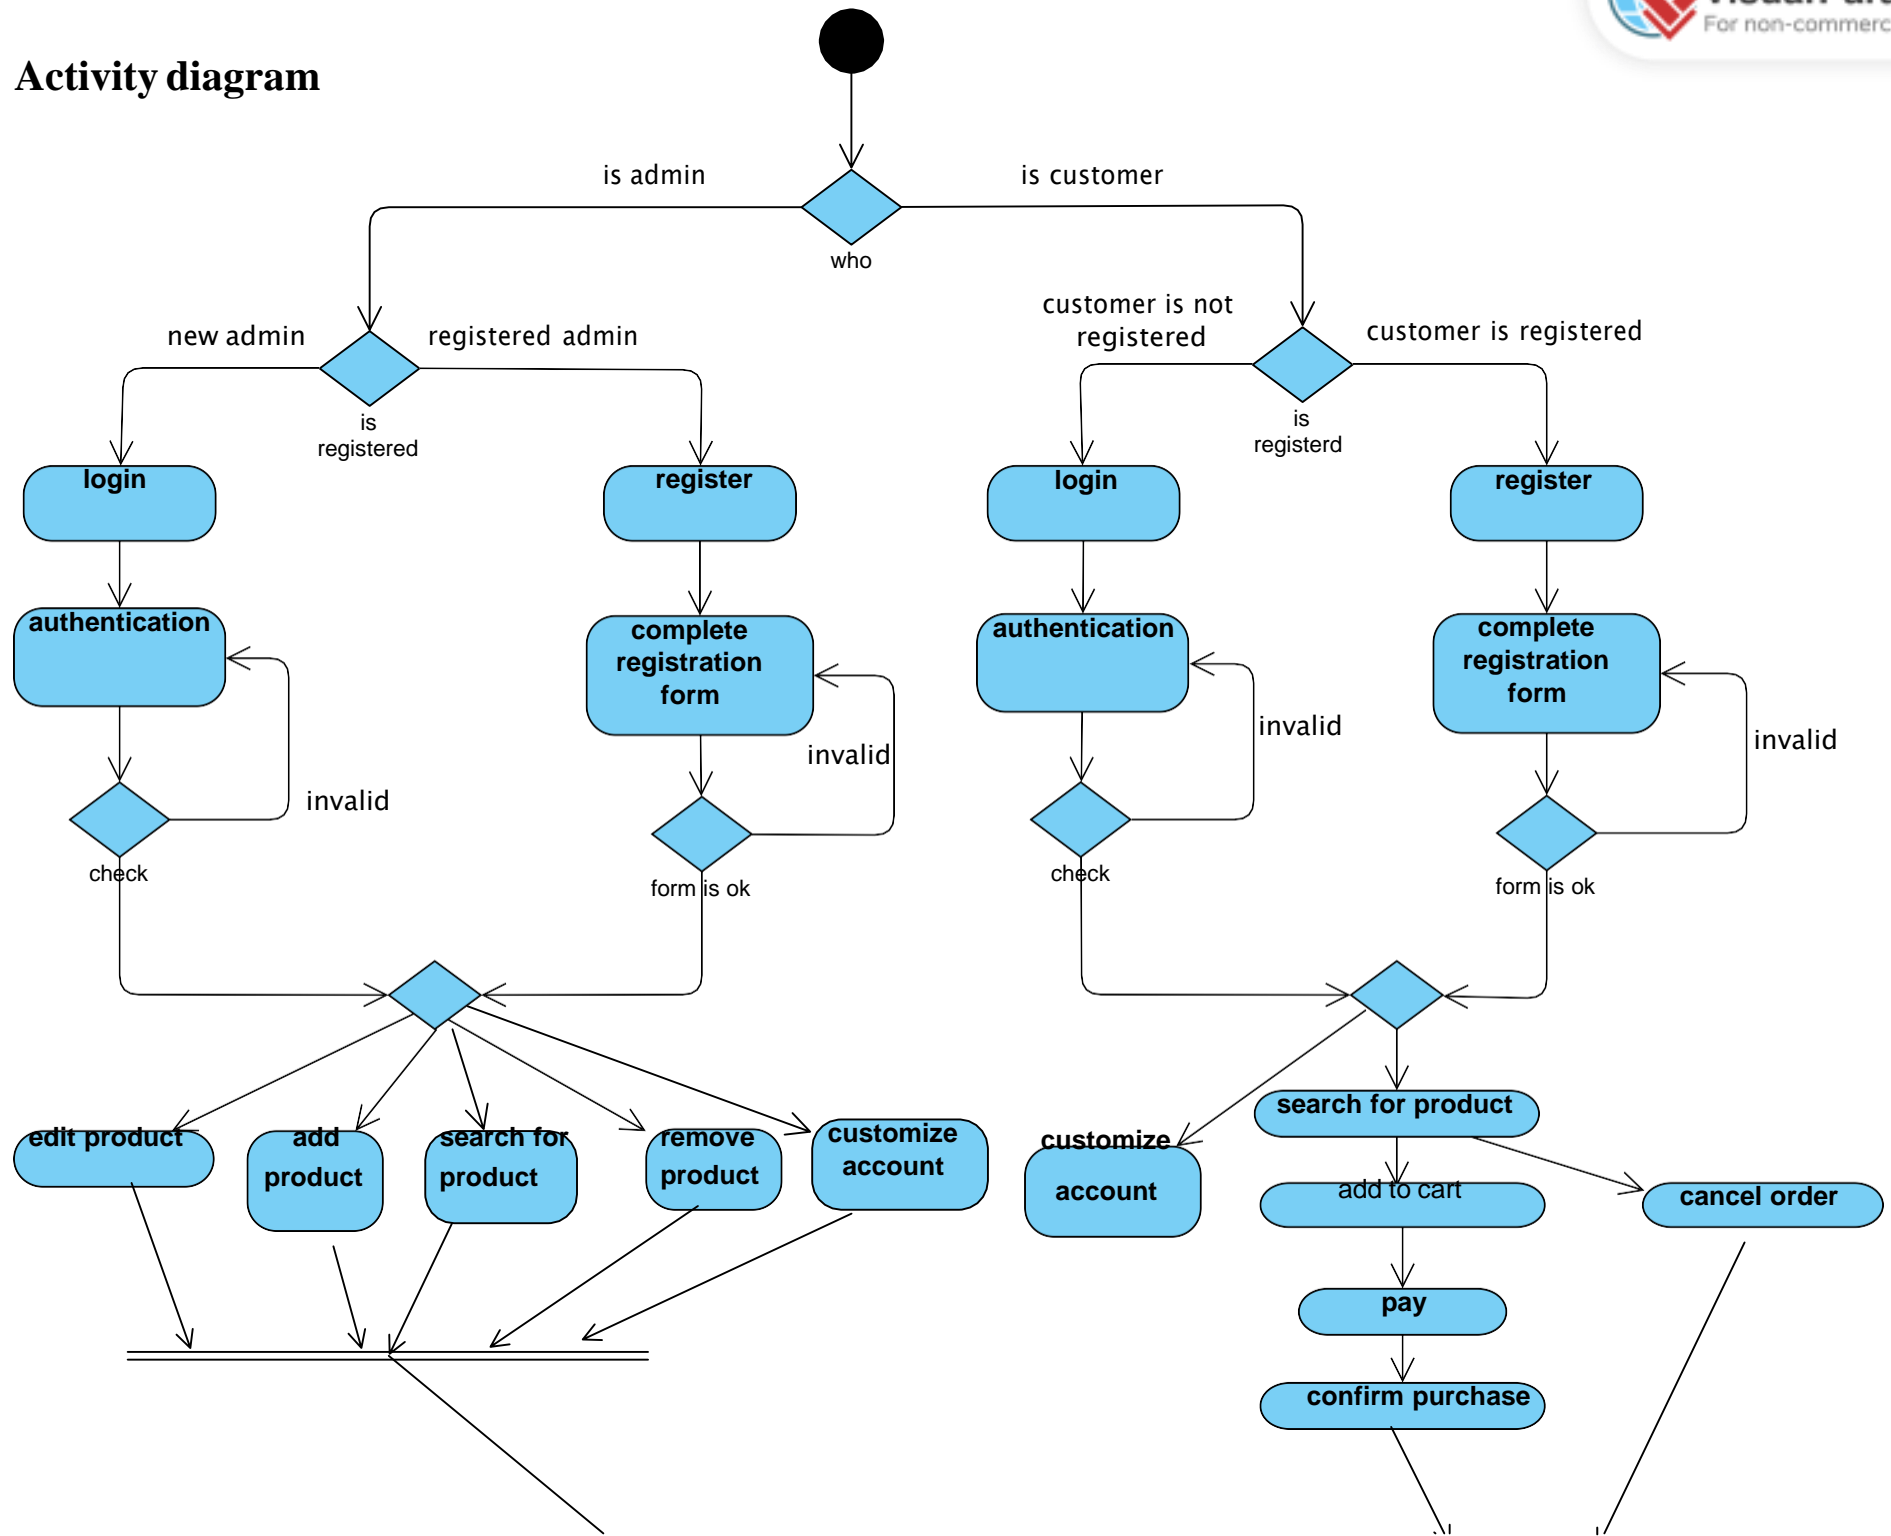 For non-commerc
Activity diagram
is admin
is customer
who
customer is not
registered
customer is registered
new admin
registered admin
is
registered
is
registerd
login
register
login
register
authentication
complete
registration
form
authentication
complete
registration
form
invalid
invalid
invalid
invalid
check
form is ok
check
form is ok
edit product
add
product
search for
product
remove
product
customize
account
customize
account
search for product
add to cart
cancel order
pay
confirm purchase